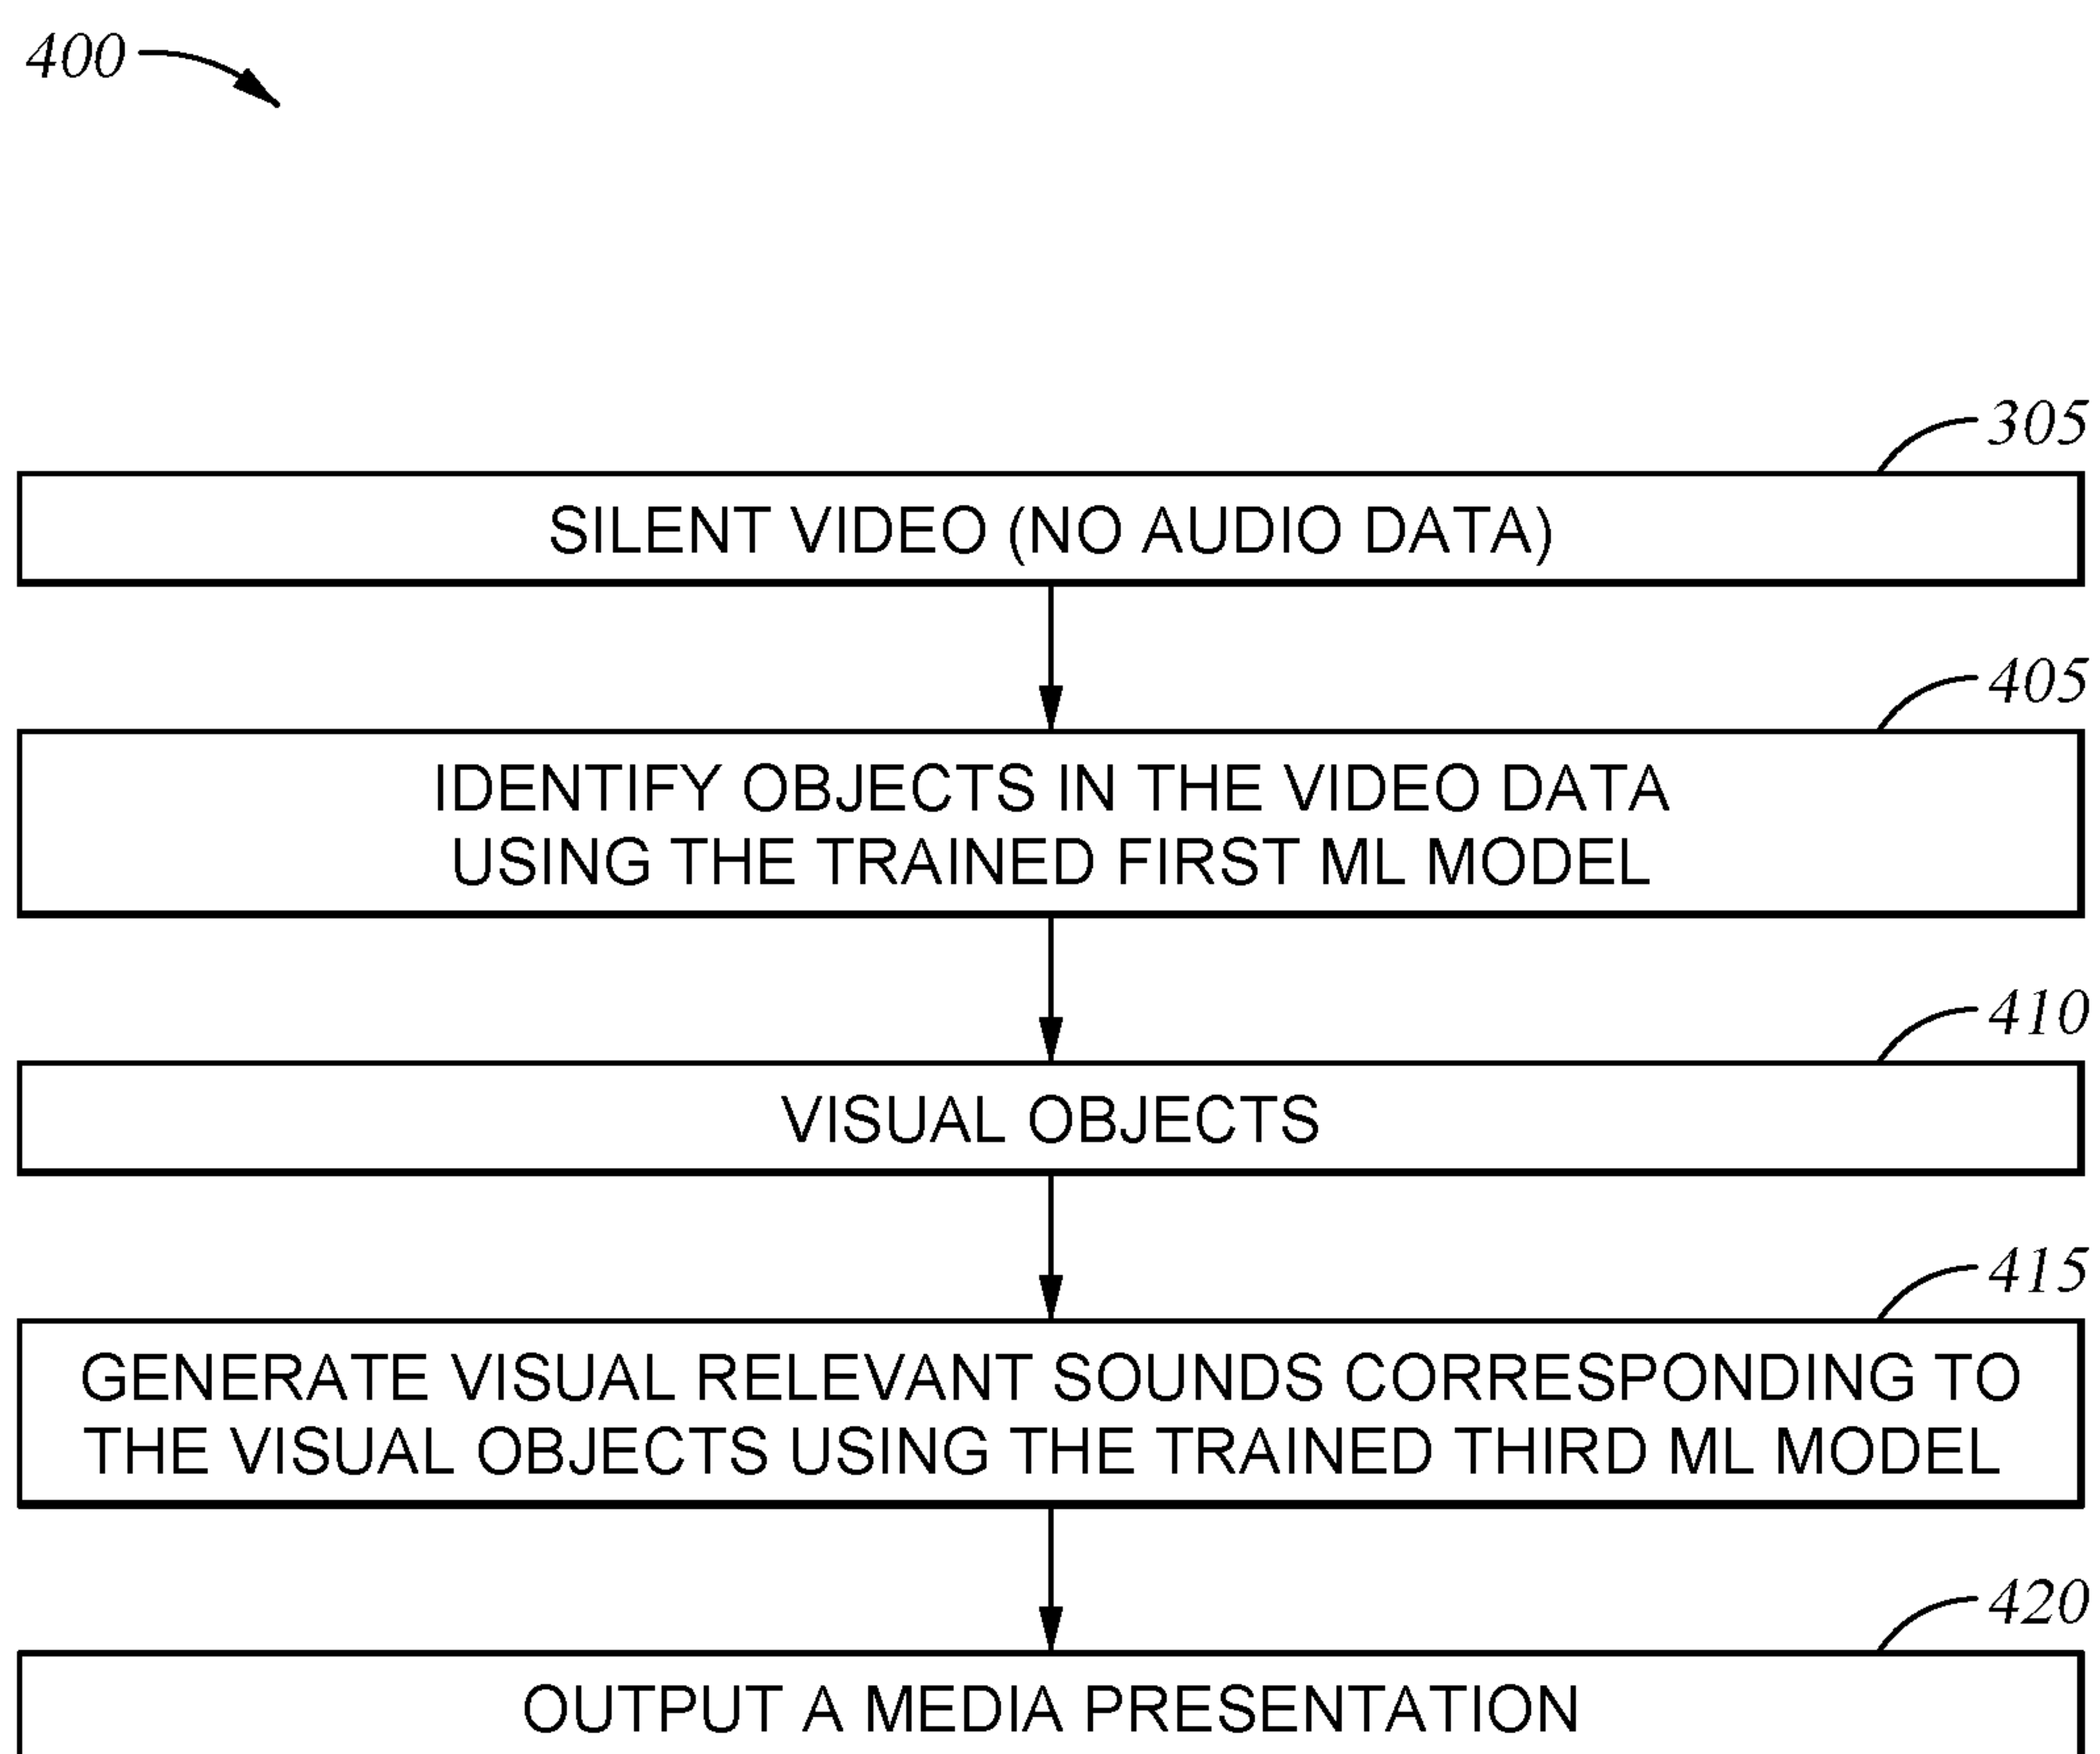 400
305
SILENT VIDEO (NO AUDIO DATA)
405
IDENTIFY OBJECTS IN THE VIDEO DATA
USING THE TRAINED FIRST ML MODEL
410
VISUAL OBJECTS
415
GENERATE VISUAL RELEVANT SOUNDS CORRESPONDING TO
THE VISUAL OBJECTS USING THE TRAINED THIRD ML MODEL
420
OUTPUT A MEDIA PRESENTATION